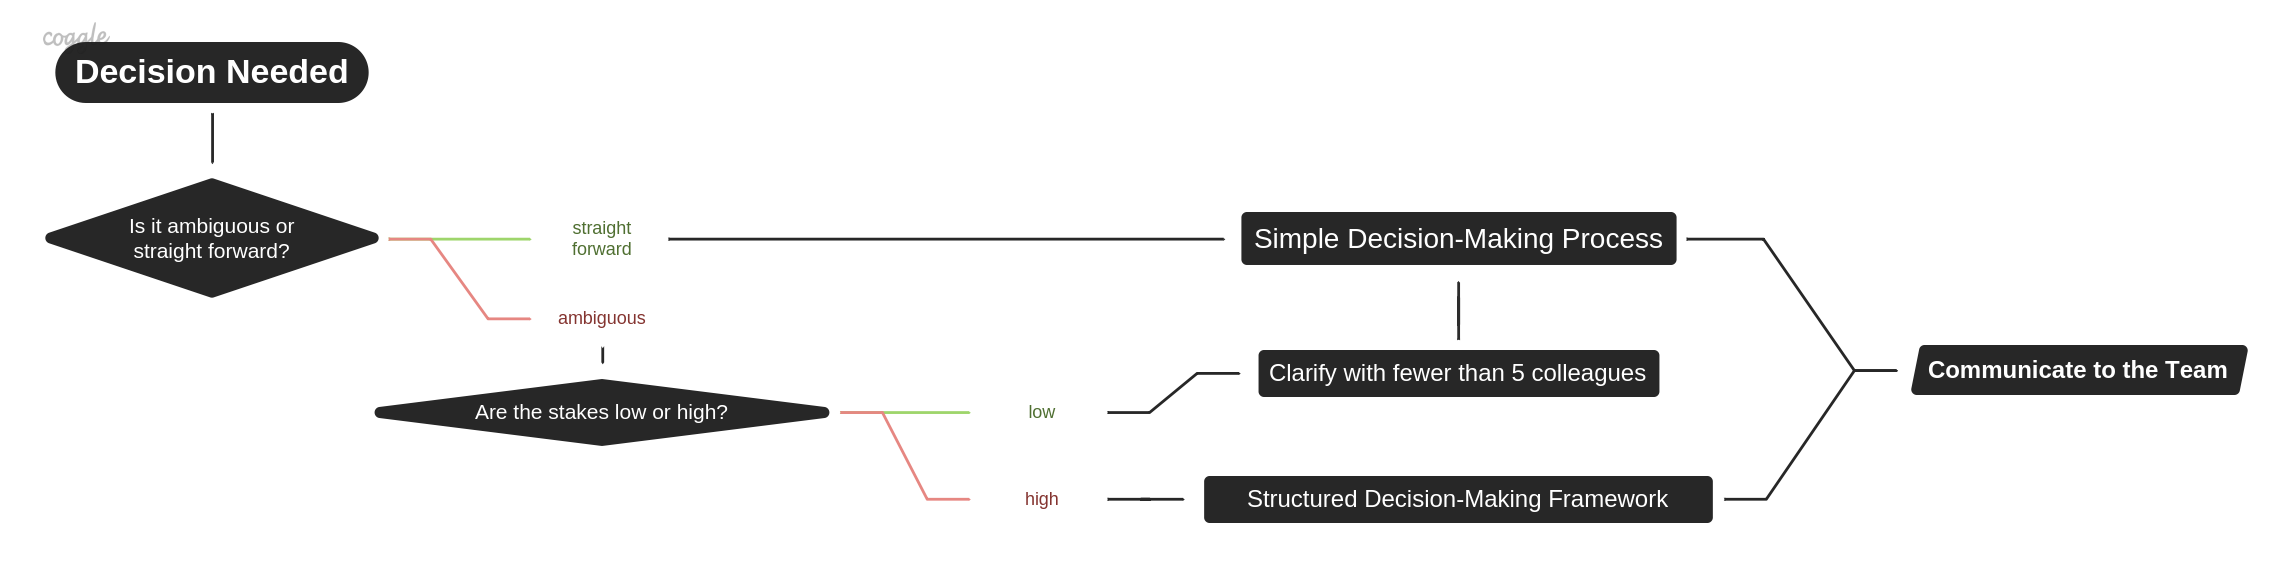 coggle
Decision Needed
Is it ambiguous or
straight forward?
straight
forward
ambiguous
Are the stakes low or high?
low
high
Simple Decision-Making Process
Clarify with fewer than 5 colleagues
Structured Decision-Making Framework
Communicate to the Team